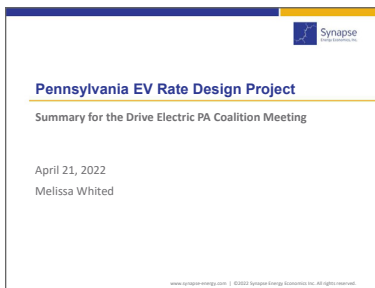 Synapse
Energy Economics, Inc.
Pennsylvania EV Rate Design Project
Summary for the Drive Electric PA Coalition Meeting
April 21, 2022
Melissa Whited
www.synapse-energy.com | ©2022 Synapse Energy Economics Inc. All rights reserved.